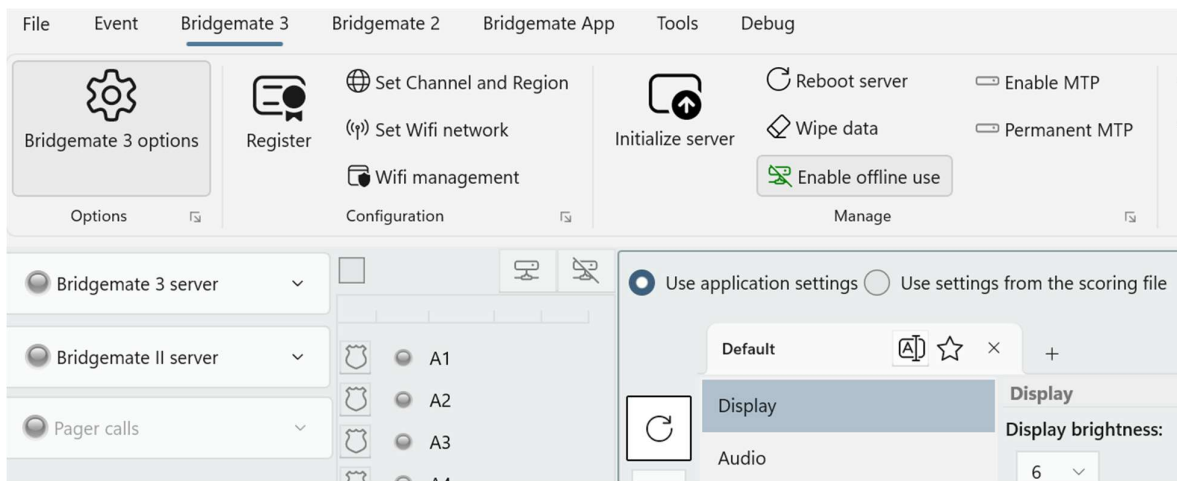 File Event Bridgemate 3 Bridgemate 2 Bridgemate App Tools Debug
Bridgemate 3 options
Options
Register
Set Channel and Region
Set Wifi network
Wifi management
Configuration
Initialize server
Reboot server
Wipe data
Enable offline use
Enable MTP
Permanent MTP
Manage
Bridgemate 3 server
Bridgemate II server
Pager calls
A1
A2
A3
Use application settings Use settings from the scoring file
Default
Display
Audio
Display
Display brightness:
6